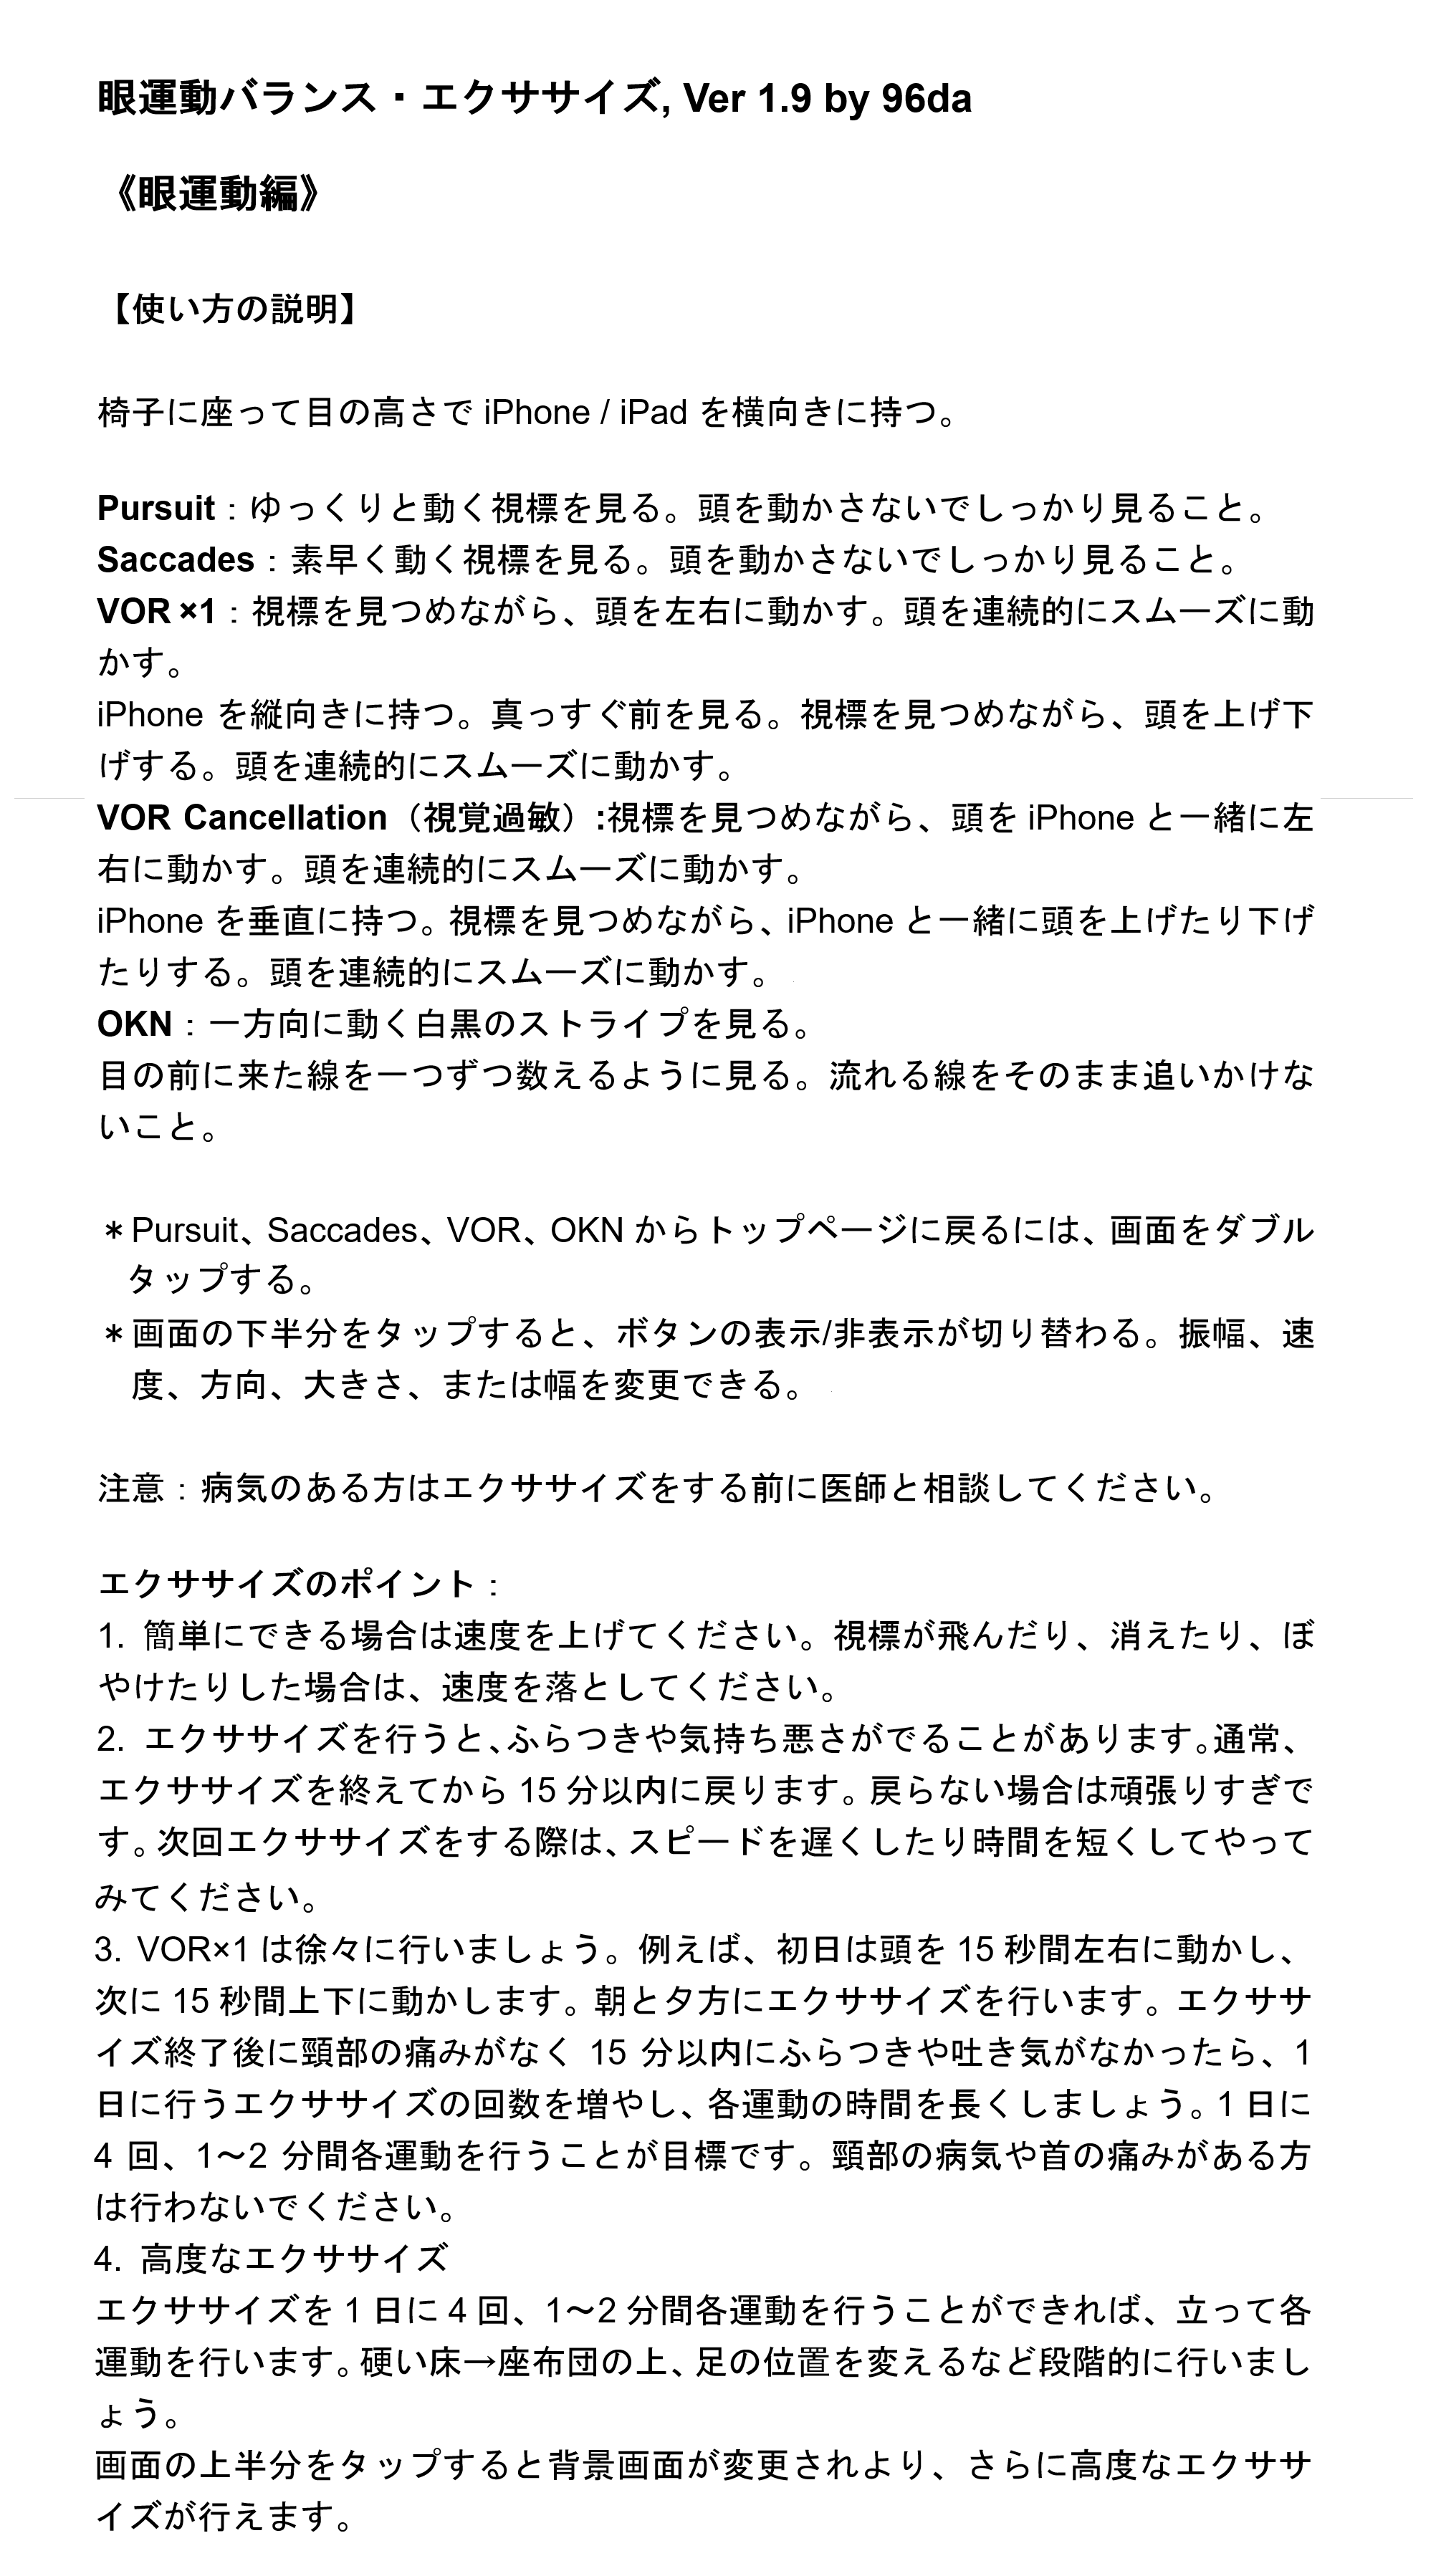 眼運動バランス・エクササイズ, Ver 1.9 by 96da
《眼運動編》
【使い方の説明】
椅子に座って目の高さで iPhone / iPad を横向きに持つ。
Pursuit：ゆっくりと動く視標を見る。頭を動かさないでしっかり見ること。
Saccades：素早く動く視標を見る。頭を動かさないでしっかり見ること。
VOR ×1：視標を見つめながら、頭を左右に動かす。頭を連続的にスムーズに動
かす。
iPhone を縦向きに持つ。真っすぐ前を見る。視標を見つめながら、頭を上げ下
げする。頭を連続的にスムーズに動かす。
VOR Cancellation（視覚過敏）:視標を見つめながら、頭を iPhone と一緒に左
右に動かす。頭を連続的にスムーズに動かす。
iPhone を垂直に持つ。視標を見つめながら、iPhone と一緒に頭を上げたり下げ
たりする。頭を連続的にスムーズに動かす。
OKN：一方向に動く白黒のストライプを見る。
目の前に来た線を一つずつ数えるように見る。流れる線をそのまま追いかけな
いこと。
＊Pursuit、Saccades、VOR、OKN からトップページに戻るには、画面をダブル
タップする。
＊画面の下半分をタップすると、ボタンの表示/非表示が切り替わる。振幅、速
度、方向、大きさ、または幅を変更できる。
注意：病気のある方はエクササイズをする前に医師と相談してください。
エクササイズのポイント：
1. 簡単にできる場合は速度を上げてください。視標が飛んだり、消えたり、ぼ
やけたりした場合は、速度を落としてください。
2. エクササイズを行うと、ふらつきや気持ち悪さがでることがあります。通常、
エクササイズを終えてから 15 分以内に戻ります。戻らない場合は頑張りすぎで
す。次回エクササイズをする際は、スピードを遅くしたり時間を短くしてやって
みてください。
3. VOR×1 は徐々に行いましょう。例えば、初日は頭を 15 秒間左右に動かし、
次に 15 秒間上下に動かします。朝と夕方にエクササイズを行います。エクササ
イズ終了後に頸部の痛みがなく 15 分以内にふらつきや吐き気がなかったら、1
日に行うエクササイズの回数を増やし、各運動の時間を長くしましょう。1 日に
4 回、1〜2 分間各運動を行うことが目標です。頸部の病気や首の痛みがある方
は行わないでください。
4. 高度なエクササイズ
エクササイズを 1 日に 4 回、1〜2 分間各運動を行うことができれば、立って各
運動を行います。硬い床→座布団の上、足の位置を変えるなど段階的に行いまし
ょう。
画面の上半分をタップすると背景画面が変更されより、さらに高度なエクササ
イズが行えます。